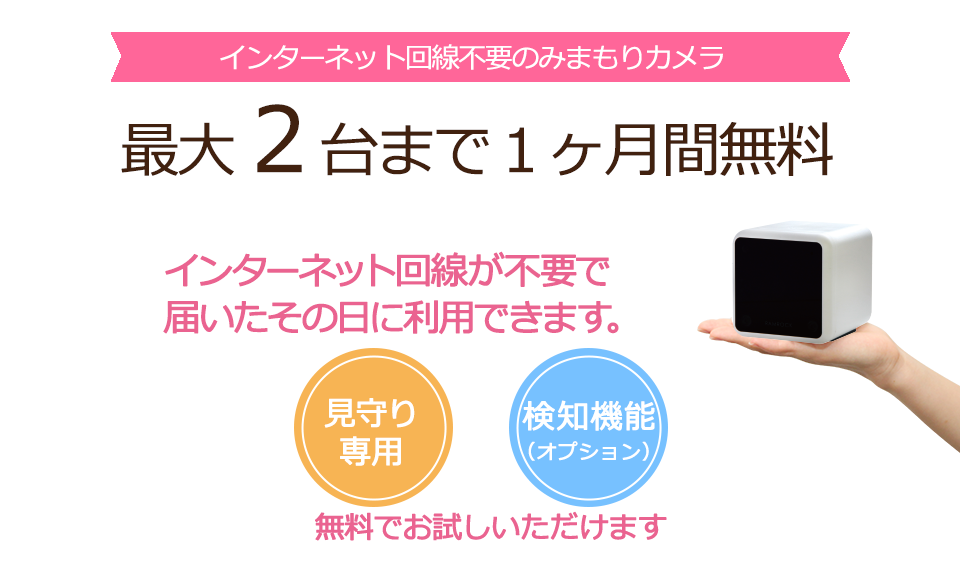 インターネット回線不要のみまもりカメラ
最大2台まで1ヶ月間無料
インターネット回線が不要で
届いたその日に利用できます。
見守り
専用
検知機能
（オプション）
無料でお試しいただけます